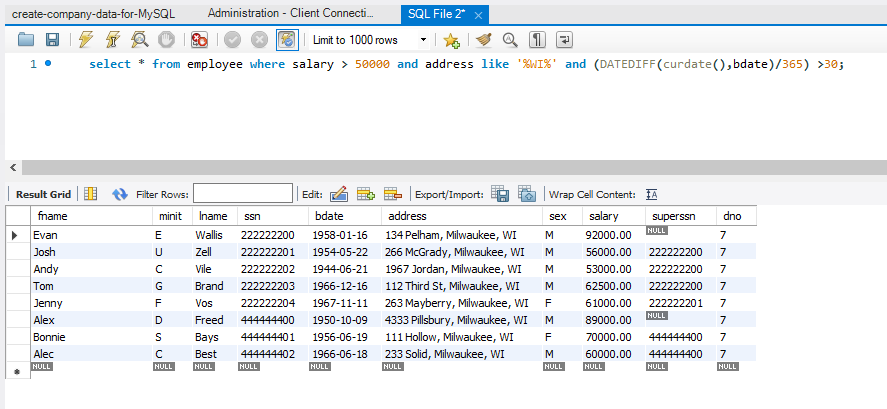 create-company-data-for-MySQL Administration - Client Connecti... SQL File 2* ×
Limit to 1000 rows
1 select * from employee where salary > 50000 and address like '%WI%' and (DATEDIFF(curdate(),bdate)/365) >30;
Result Grid Filter Rows: Edit: Export/Import: Wrap Cell Content: IA
fname minit lname ssn bdate address sex salary superssn dno
Evan E Wallis 222222200 1958-01-16 134 Pelham, Milwaukee, WI M 92000.00 NULL 7
Josh U Zell 222222201 1954-05-22 266 McGrady, Milwaukee, WI M 56000.00 222222200 7
Andy C Vile 222222202 1944-06-21 1967 Jordan, Milwaukee, WI M 53000.00 222222200 7
Tom G Brand 222222203 1966-12-16 112 Third St, Milwaukee, WI M 62500.00 222222200 7
Jenny F Vos 222222204 1967-11-11 263 Mayberry, Milwaukee, WI F 61000.00 222222201 7
Alex D Freed 444444400 1950-10-09 4333 Pillsbury, Milwaukee, WI M 89000.00 NULL 7
Bonnie S Bays 444444401 1956-06-19 111 Hollow, Milwaukee, WI F 70000.00 444444400 7
Alec C Best 444444402 1966-06-18 233 Solid, Milwaukee, WI M 60000.00 444444400 7
NULL NULL NULL NULL NULL NULL NULL NULL NULL NULL